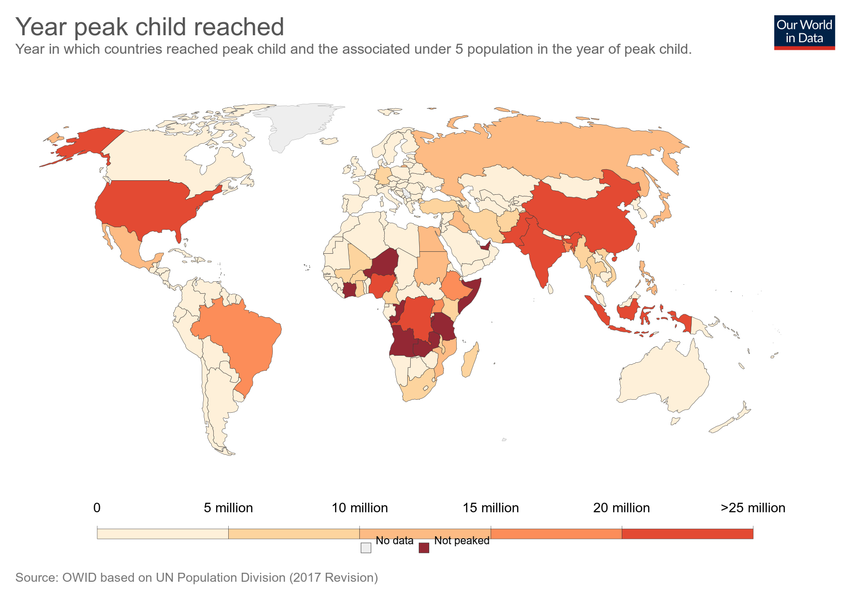 Year peak child reached
Year in which countries reached peak child and the associated under 5 population in the year of peak child.
Our World
in Data
0 5 million 10 million 15 million 20 million >25 million
No data Not peaked
Source: OWID based on UN Population Division (2017 Revision)